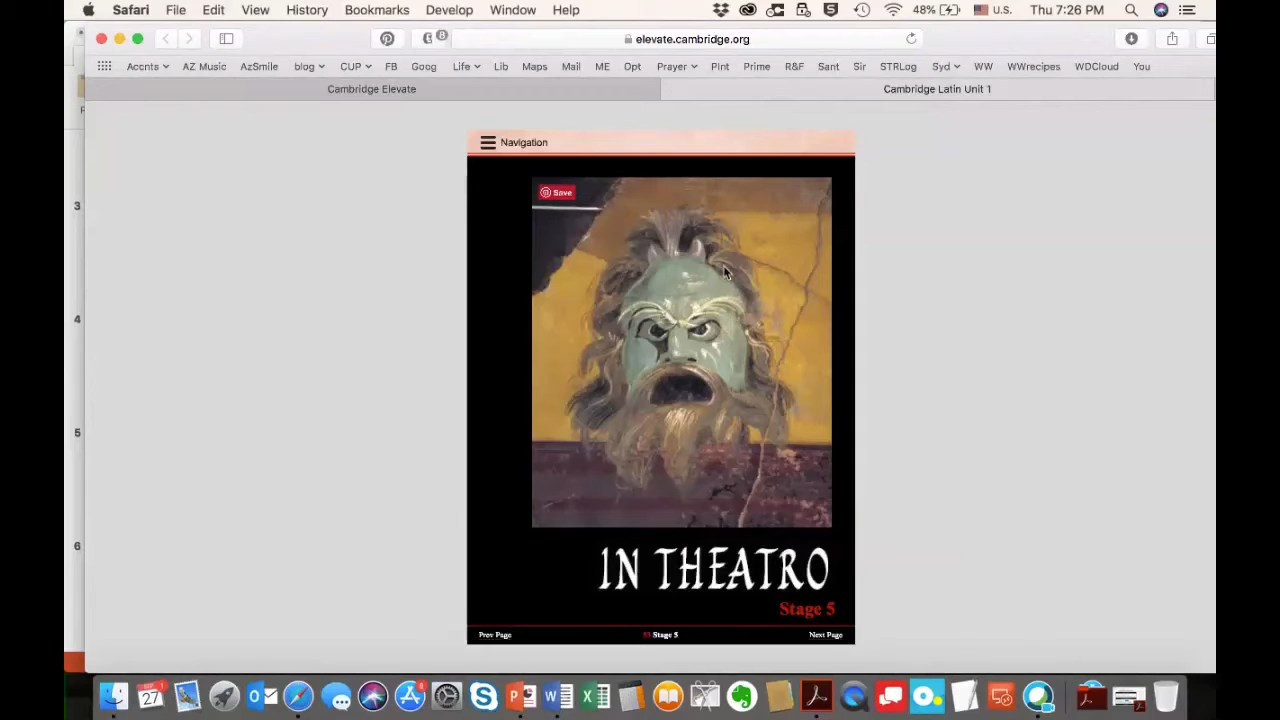 Safari File Edit View History Bookmarks Develop Window Help 48% U.S. Thu 7:26 PM
8 elevate.cambridge.org
Accnts AZ Music AzSmile blog CUP FB Goog Life Lib Maps Mail ME Opt Prayer Pint Prime R&F Sant Sir STRLog Syd WW WWrecipes WDCloud You
Cambridge Elevate Cambridge Latin Unit 1
Navigation
Save
3
4
5
6
IN THEATRO
Stage 5
Prev Page Stage 5 Next Page
27